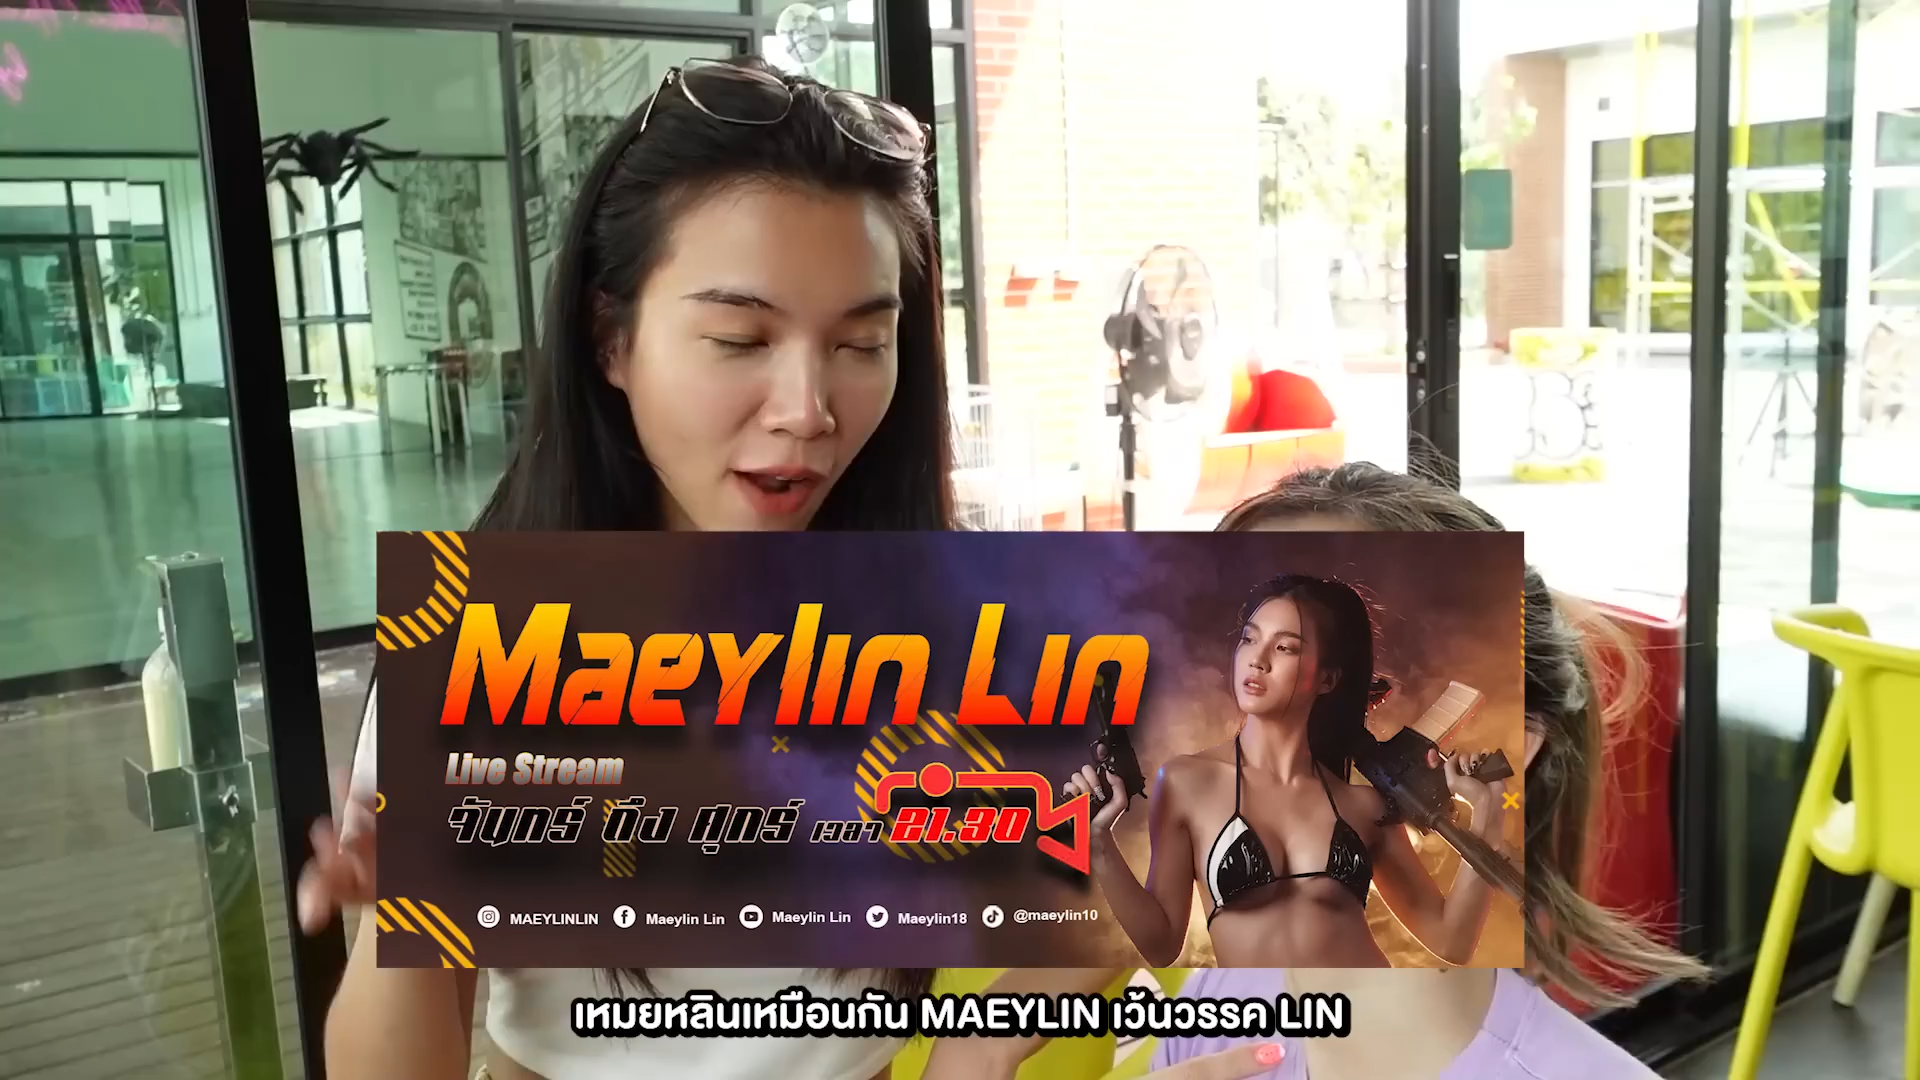 Maeylin Lin
Live Stream
จันทร์ ถึง ศุกร์ เวลา 21.30
MAEYLINLIN Maeylin Lin Maeylin Lin Maeylin18 @maeylin10
เหมยหลินเหมือนกัน MAEYLIN เว้นวรรค LIN